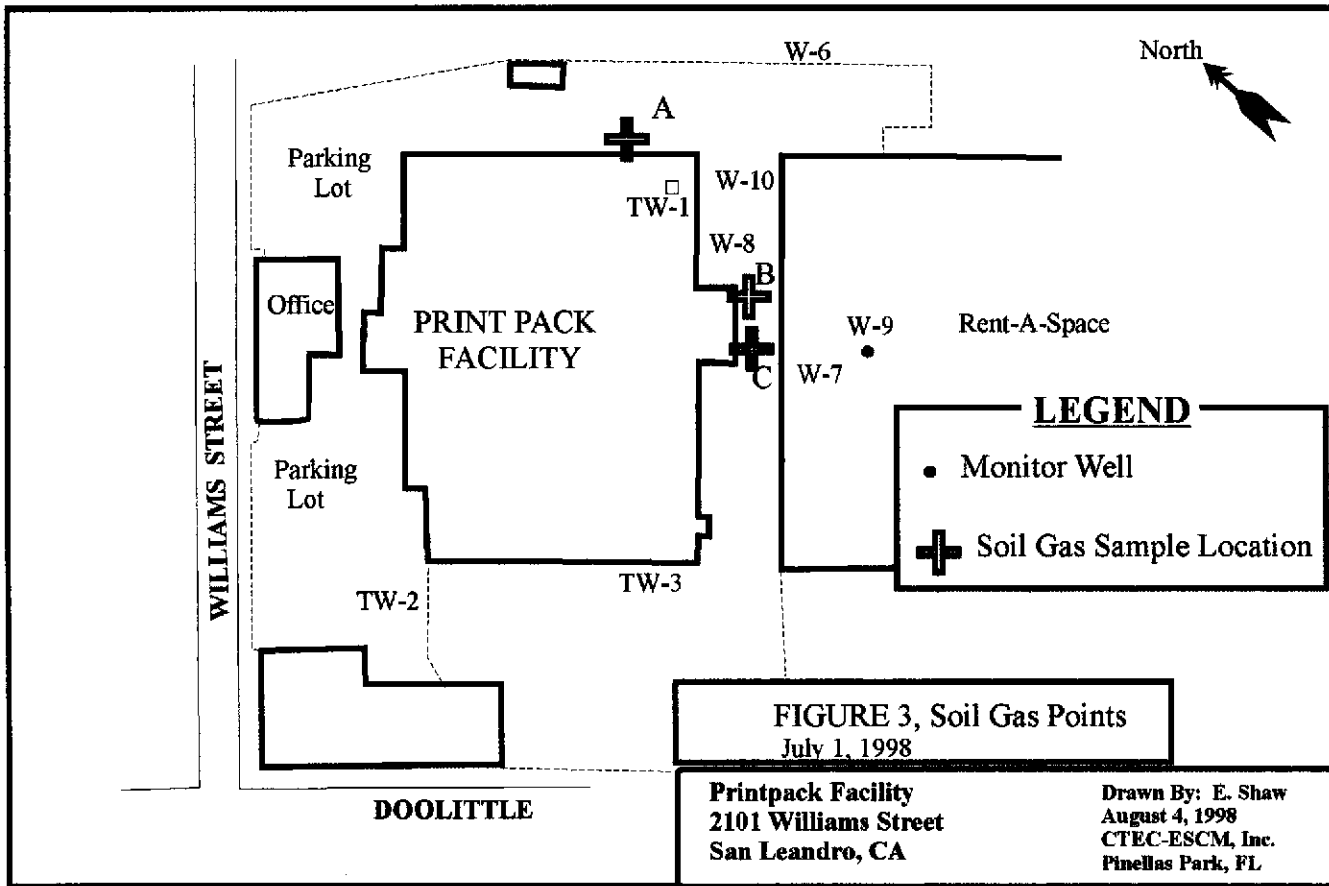 W-6
North
A
Parking
Lot
W-10
TW-1
W-8
B
Office
PRINT PACK
FACILITY
W-9
Rent-A-Space
W-7
C
WILLIAMS STREET
LEGEND
Monitor Well
Soil Gas Sample Location
Parking
Lot
TW-2
TW-3
FIGURE 3, Soil Gas Points
July 1, 1998
DOOLITTLE
Printpack Facility
2101 Williams Street
San Leandro, CA
Drawn By: E. Shaw
August 4, 1998
CTEC-ESCM, Inc.
Pinellas Park, FL